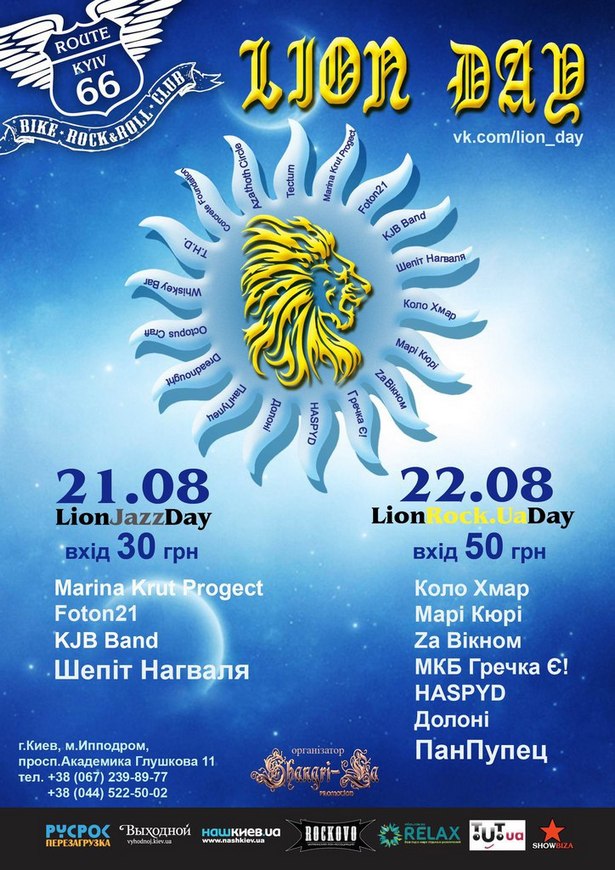 ROUTE
KYIV
66
BIKE · ROCK&ROLL · CLUB
LION DAY
vk.com/lion_day
Concrete Foundation
Azathoth Circle
Tectum
Marina Krut Progect
Foton21
KJB Band
Шепіт Нагваля
Коло Хмар
Марі Кюрі
Zа Вікном
Гречка Є!
HASPYD
Долоні
ПанПупец
Dreadnought
Octopus Craft
Whiskey Bar
T.H.D.
21.08
LionJazzDay
вхід 30 грн
Marina Krut Progect
Foton21
KJB Band
Шепіт Нагваля
22.08
LionRock.UaDay
вхід 50 грн
Коло Хмар
Марі Кюрі
Zа Вікном
МКБ Гречка Є!
HASPYD
Долоні
ПанПупец
г.Киев, м.Ипподром,
просп.Академика Глушкова 11
тел. +38 (067) 239-89-77
+38 (044) 522-50-02
організатор
Shangri-La
PROMOTION
РУСРОК
ПЕРЕЗАГРУЗКА
Выходной
vyhodnoj.kiev.ua
нашкиев.ua
www.nashkiev.ua
ROCKOVO
RELAX
TUT.ua
SHOWBIZA